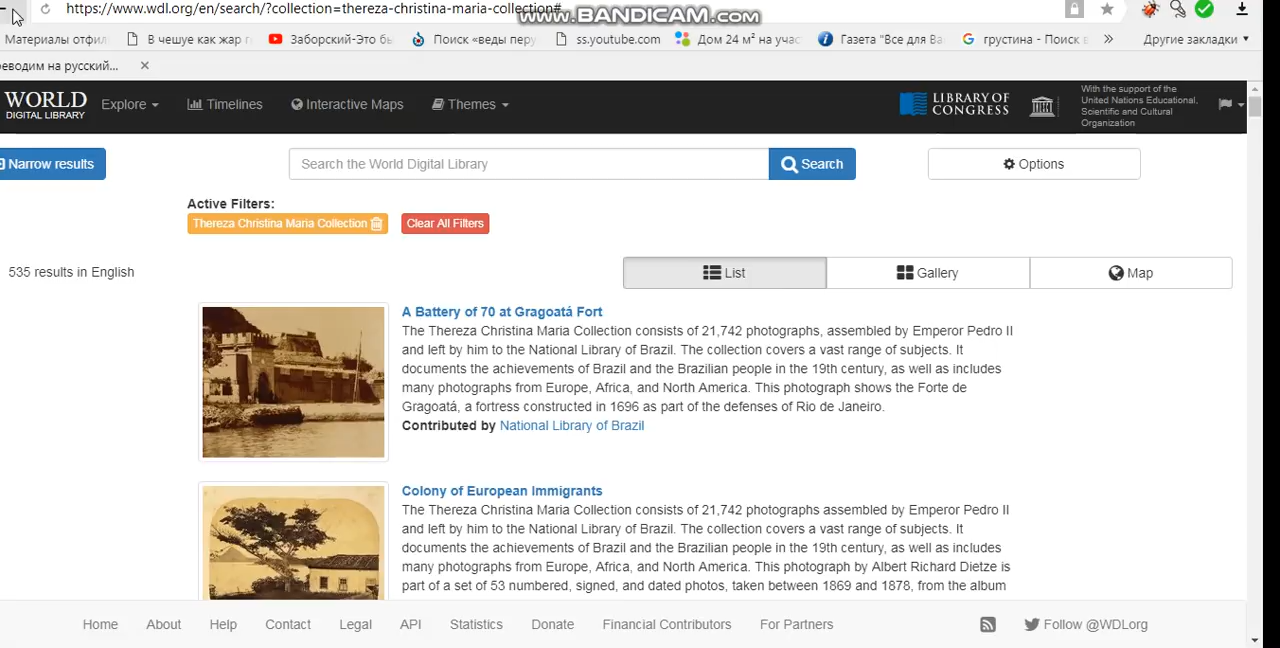 https://www.wdl.org/en/search/?collection=thereza-christina-maria-collection#
www.BANDICAM.com
Материалы отфил
В чешуе как жар г
Заборский-Это бы
Поиск «веды перу
ss.youtube.com
Дом 24 м² на учас
Газета "Все для Ва
грустина - Поиск в
»
Другие закладки
еводим на русский...
WORLD
DIGITAL LIBRARY
Explore
Timelines
Interactive Maps
Themes
LIBRARY OF
CONGRESS
With the support of the
United Nations Educational,
Scientific and Cultural
Organization
Narrow results
Search the World Digital Library
Search
Options
Active Filters:
Thereza Christina Maria Collection
Clear All Filters
535 results in English
List
Gallery
Map
A Battery of 70 at Gragoatá Fort
The Thereza Christina Maria Collection consists of 21,742 photographs, assembled by Emperor Pedro II
and left by him to the National Library of Brazil. The collection covers a vast range of subjects. It
documents the achievements of Brazil and the Brazilian people in the 19th century, as well as includes
many photographs from Europe, Africa, and North America. This photograph shows the Forte de
Gragoatá, a fortress constructed in 1696 as part of the defenses of Rio de Janeiro.
Contributed by National Library of Brazil
Colony of European Immigrants
The Thereza Christina Maria Collection consists of 21,742 photographs assembled by Emperor Pedro II
and left by him to the National Library of Brazil. The collection covers a vast range of subjects. It
documents the achievements of Brazil and the Brazilian people in the 19th century, as well as includes
many photographs from Europe, Africa, and North America. This photograph by Albert Richard Dietze is
part of a set of 53 numbered, signed, and dated photos, taken between 1869 and 1878, from the album
Home
About
Help
Contact
Legal
API
Statistics
Donate
Financial Contributors
For Partners
Follow @WDLorg